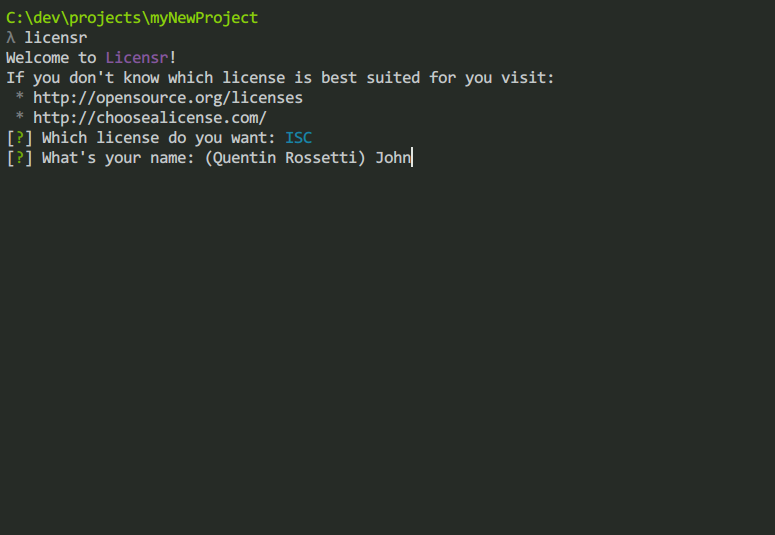 C:\dev\projects\myNewProject
λ licensr
Welcome to Licensr!
If you don't know which license is best suited for you visit:
 * http://opensource.org/licenses
 * http://choosealicense.com/
[?] Which license do you want: ISC
[?] What's your name: (Quentin Rossetti) John